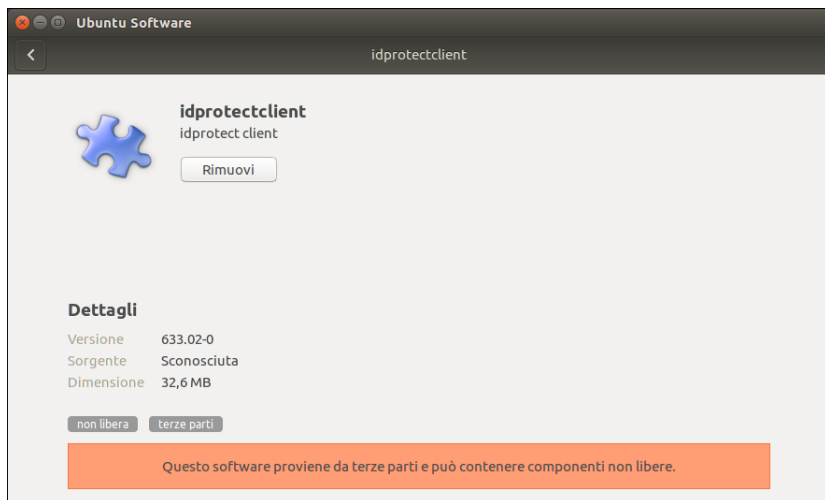 Ubuntu Software
idprotectclient
idprotectclient
idprotect client
Rimuovi
Dettagli
Versione 633.02-0
Sorgente Sconosciuta
Dimensione 32,6 MB
non libera terze parti
Questo software proviene da terze parti e può contenere componenti non libere.